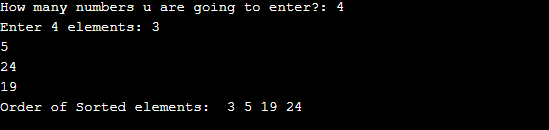 How many numbers u are going to enter?: 4
Enter 4 elements: 3
5
24
19
Order of Sorted elements:  3 5 19 24